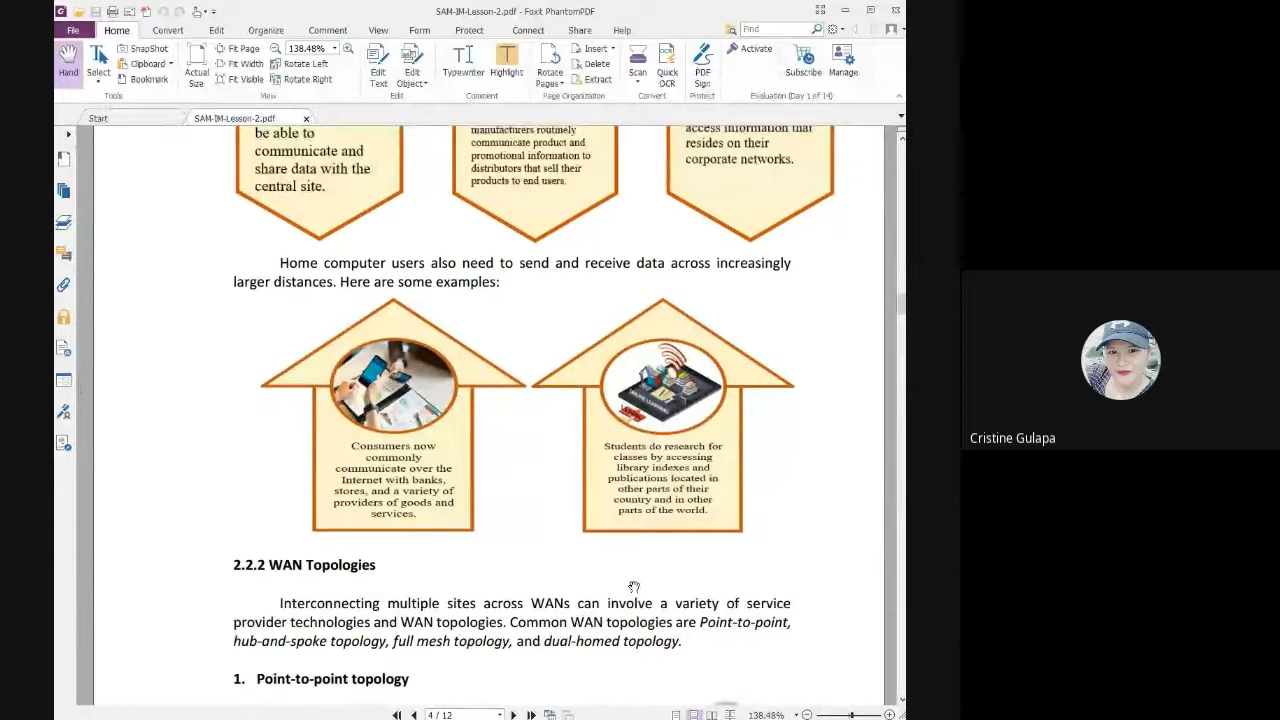 SAM-IM-Lesson-2.pdf - Foxit PhantomPDF
File Home Convert Edit Organize Comment View Form Protect Connect Share Help Find
SnapShot Fit Page 138.48% Insert Activate
Clipboard Fit Width Rotate Left Delete
Bookmark Fit Visible Rotate Right Extract
Hand Select Actual Size Edit Text Edit Object Typewriter Highlight Rotate Pages Scan Quick OCR PDF Sign Subscribe Manage
Tools View Edit Comment Page Organization Convert Protect Evaluation (Day 1 of 14)
Start SAM-IM-Lesson-2.pdf
be able to
communicate and
share data with the
central site.
manufacturers routinely
communicate product and
promotional information to
distributors that sell their
products to end users.
access information that
resides on their
corporate networks.
Home computer users also need to send and receive data across increasingly
larger distances. Here are some examples:
Consumers now
commonly
communicate over the
Internet with banks,
stores, and a variety of
providers of goods and
services.
ONLINE LEARNING
Students do research for
classes by accessing
library indexes and
publications located in
other parts of their
country and in other
parts of the world.
2.2.2 WAN Topologies
Interconnecting multiple sites across WANs can involve a variety of service
provider technologies and WAN topologies. Common WAN topologies are Point-to-point,
hub-and-spoke topology, full mesh topology, and dual-homed topology.
1. Point-to-point topology
4 / 12
138.48%
Cristine Gulapa